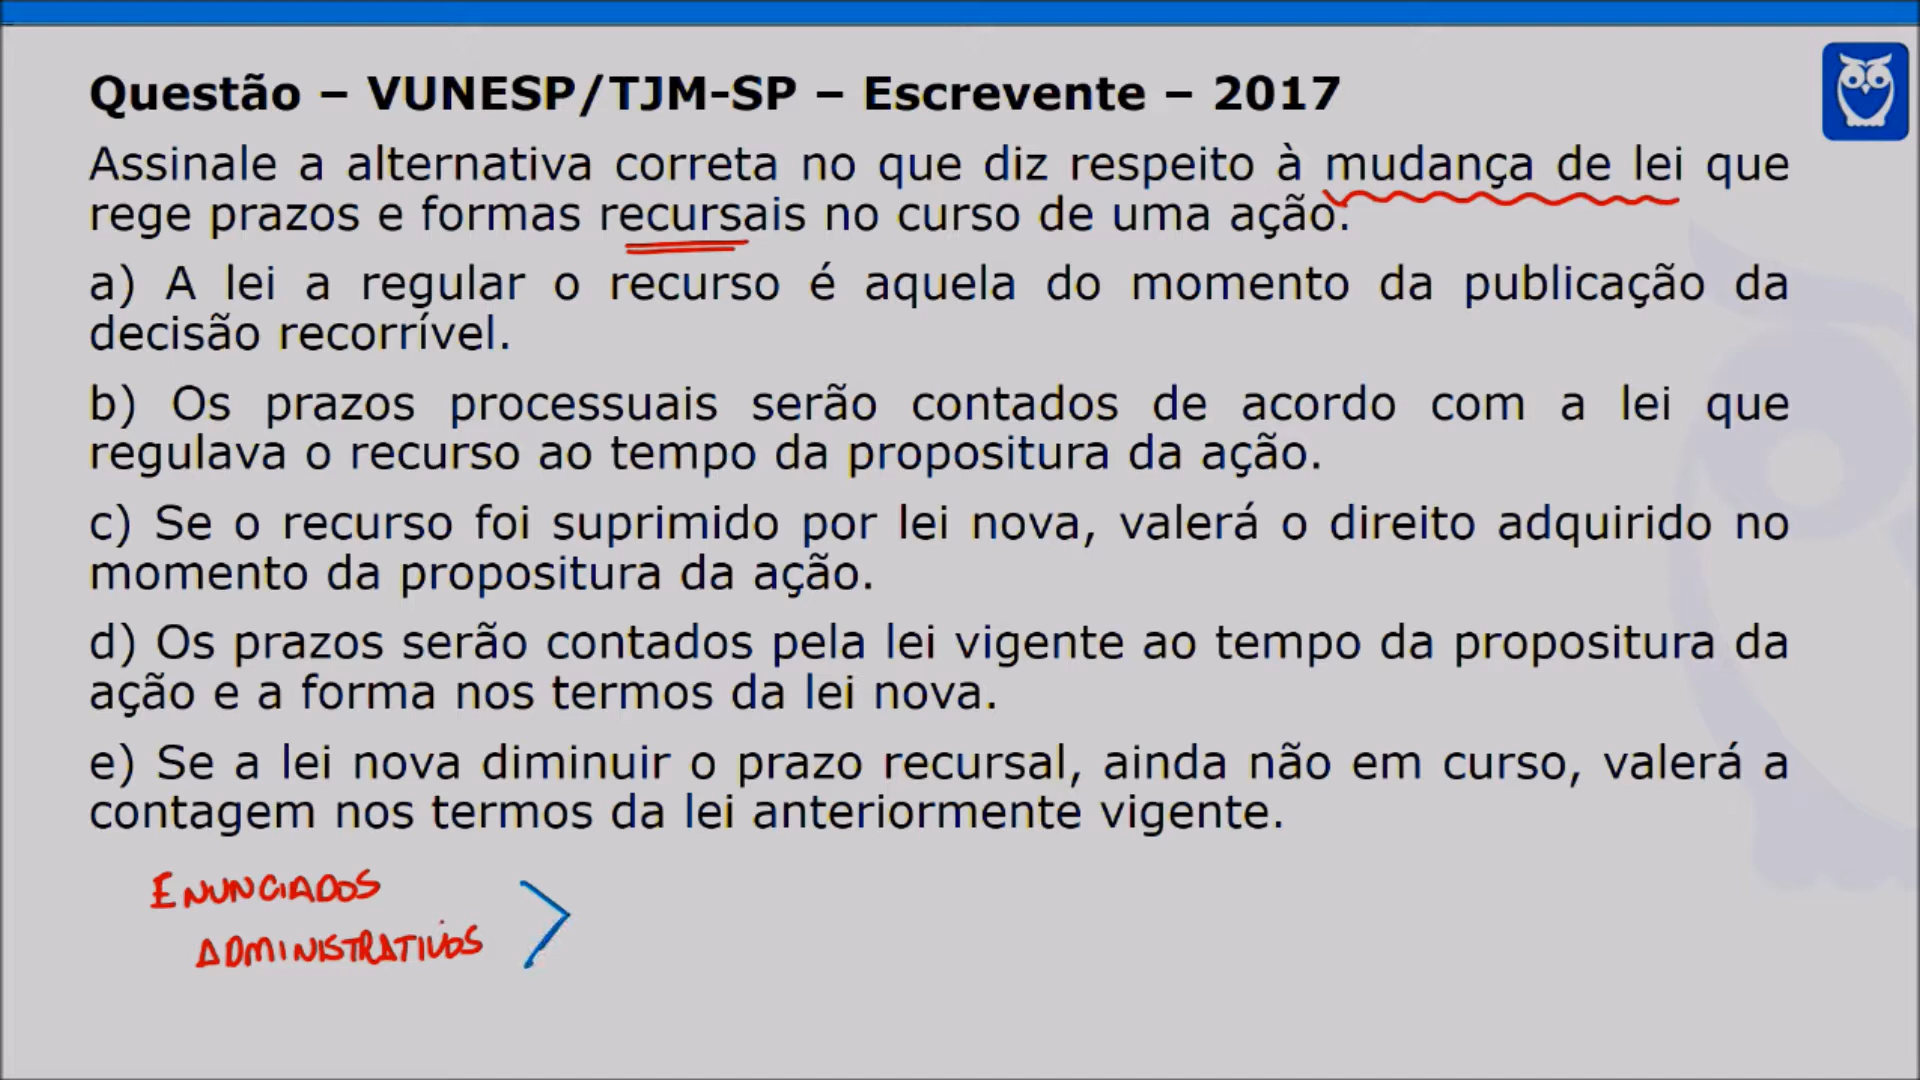 Questão – VUNESP/TJM-SP – Escrevente – 2017
Assinale a alternativa correta no que diz respeito à mudança de lei que
rege prazos e formas recursais no curso de uma ação.
a) A lei a regular o recurso é aquela do momento da publicação da
decisão recorrível.
b) Os prazos processuais serão contados de acordo com a lei que
regulava o recurso ao tempo da propositura da ação.
c) Se o recurso foi suprimido por lei nova, valerá o direito adquirido no
momento da propositura da ação.
d) Os prazos serão contados pela lei vigente ao tempo da propositura da
ação e a forma nos termos da lei nova.
e) Se a lei nova diminuir o prazo recursal, ainda não em curso, valerá a
contagem nos termos da lei anteriormente vigente.
ENUNCIADOS
ADMINISTRATIVOS